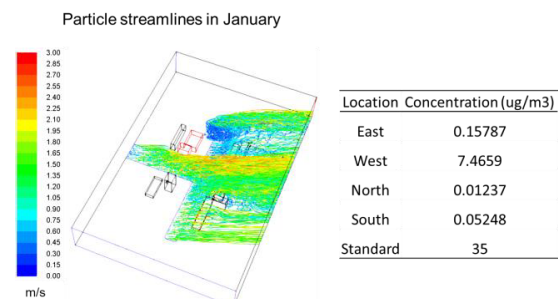 Particle streamlines in January
3.00
2.85
2.70
2.55
2.40
2.25
2.10
1.95
1.80
1.65
1.50
1.35
1.20
1.05
0.90
0.75
0.60
0.45
0.30
0.15
0.00
m/s
Location Concentration (ug/m3)
East 0.15787
West 7.4659
North 0.01237
South 0.05248
Standard 35